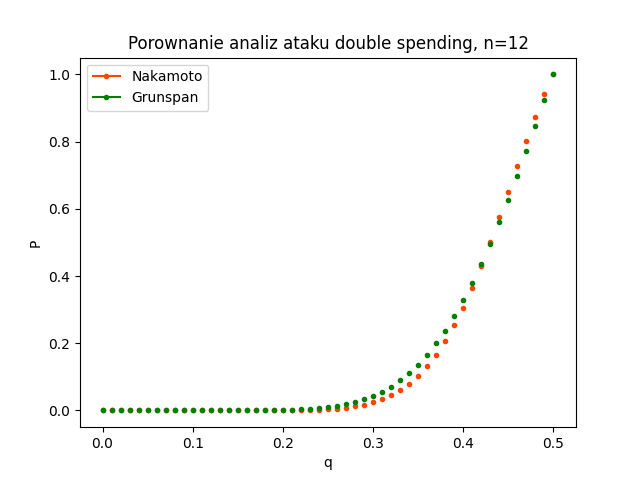 Porownanie analiz ataku double spending, n=12
Nakamoto
Grunspan
1.0
0.8
0.6
0.4
0.2
0.0
P
0.0 0.1 0.2 0.3 0.4 0.5
q